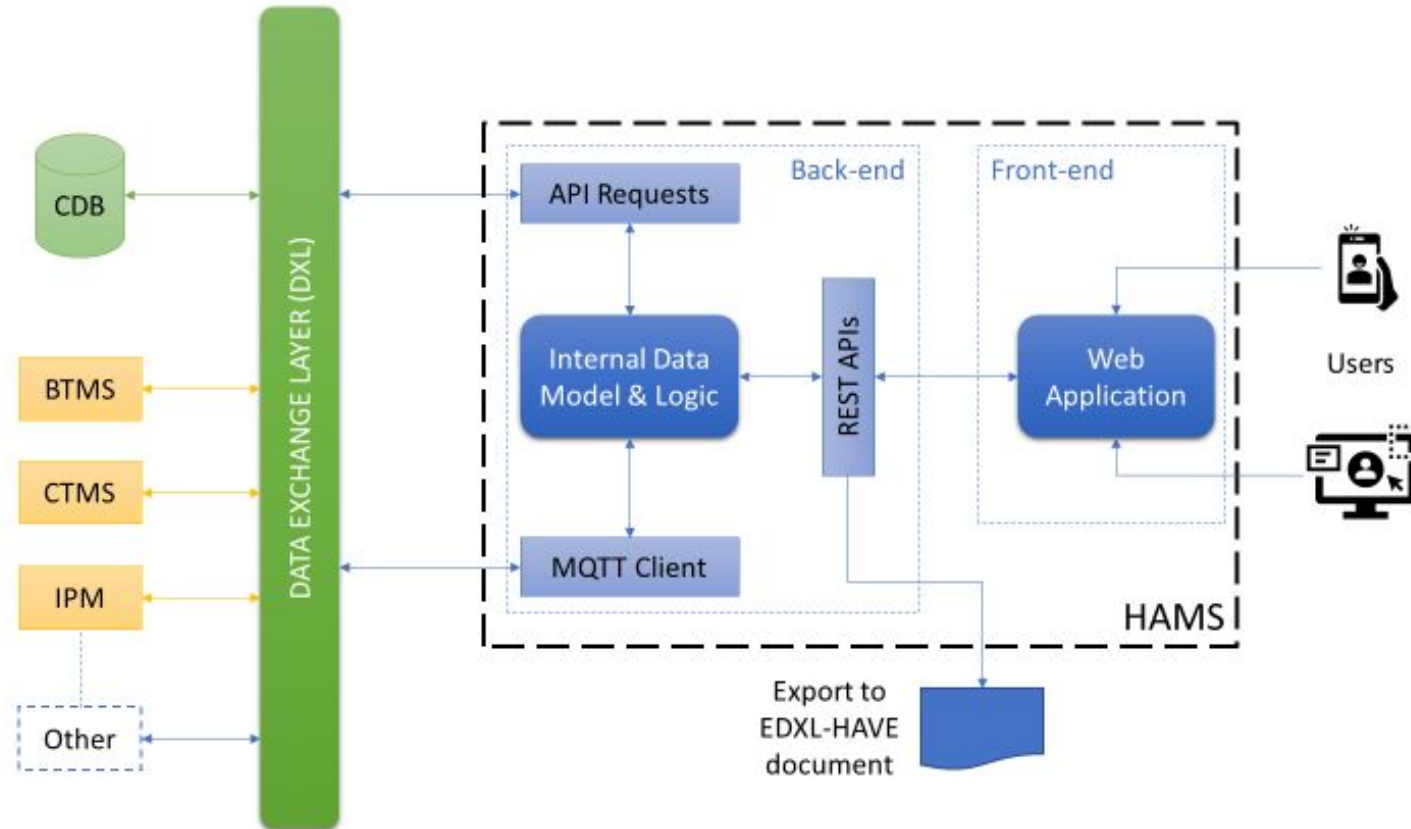 CDB
BTMS
CTMS
IPM
Other
DATA EXCHANGE LAYER (DXL)
Back-end
API Requests
Internal Data
Model & Logic
MQTT Client
REST APIs
Front-end
Web
Application
HAMS
Users
Export to
EDXL-HAVE
document